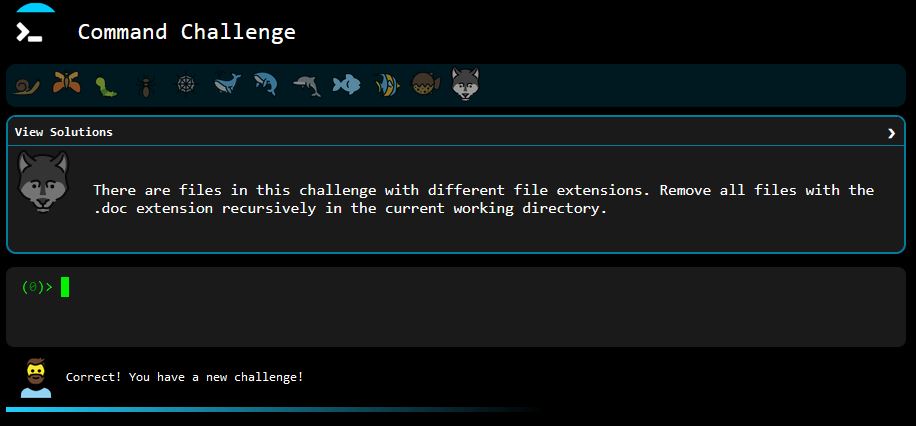 Command Challenge
View Solutions
There are files in this challenge with different file extensions. Remove all files with the
.doc extension recursively in the current working directory.
(0)>
Correct! You have a new challenge!